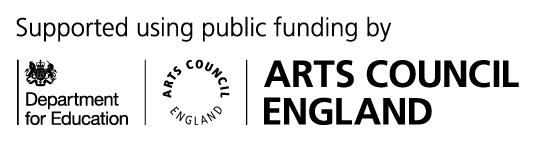 Supported using public funding by
Department
for Education
ARTS COUNCIL
ENGLAND
ARTS COUNCIL
ENGLAND